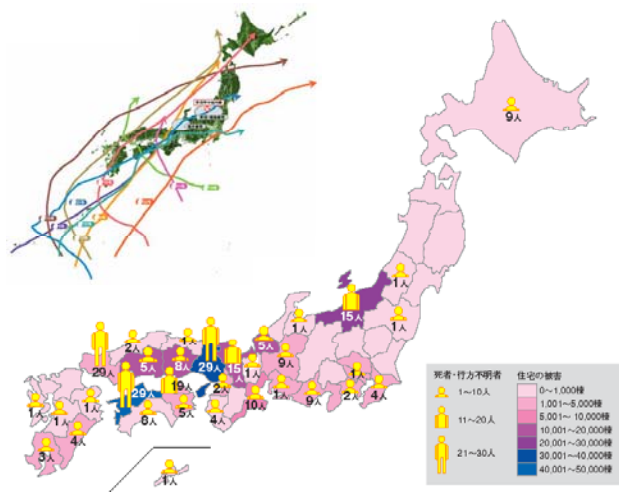 9人
1人
15人
1人
1人
2人
1人
5人
29人
5人
8人
29人
15人
1人
9人
29人
19人
2人
10人
1人
9人
2人
4人
6人
5人
4人
1人
1人
1人
4人
3人
1人
死者・行方不明者
1〜10人
11〜20人
21〜30人
住宅の被害
0〜1,000棟
1,001〜5,000棟
5,001〜10,000棟
10,001〜20,000棟
20,001〜30,000棟
30,001〜40,000棟
40,001〜50,000棟